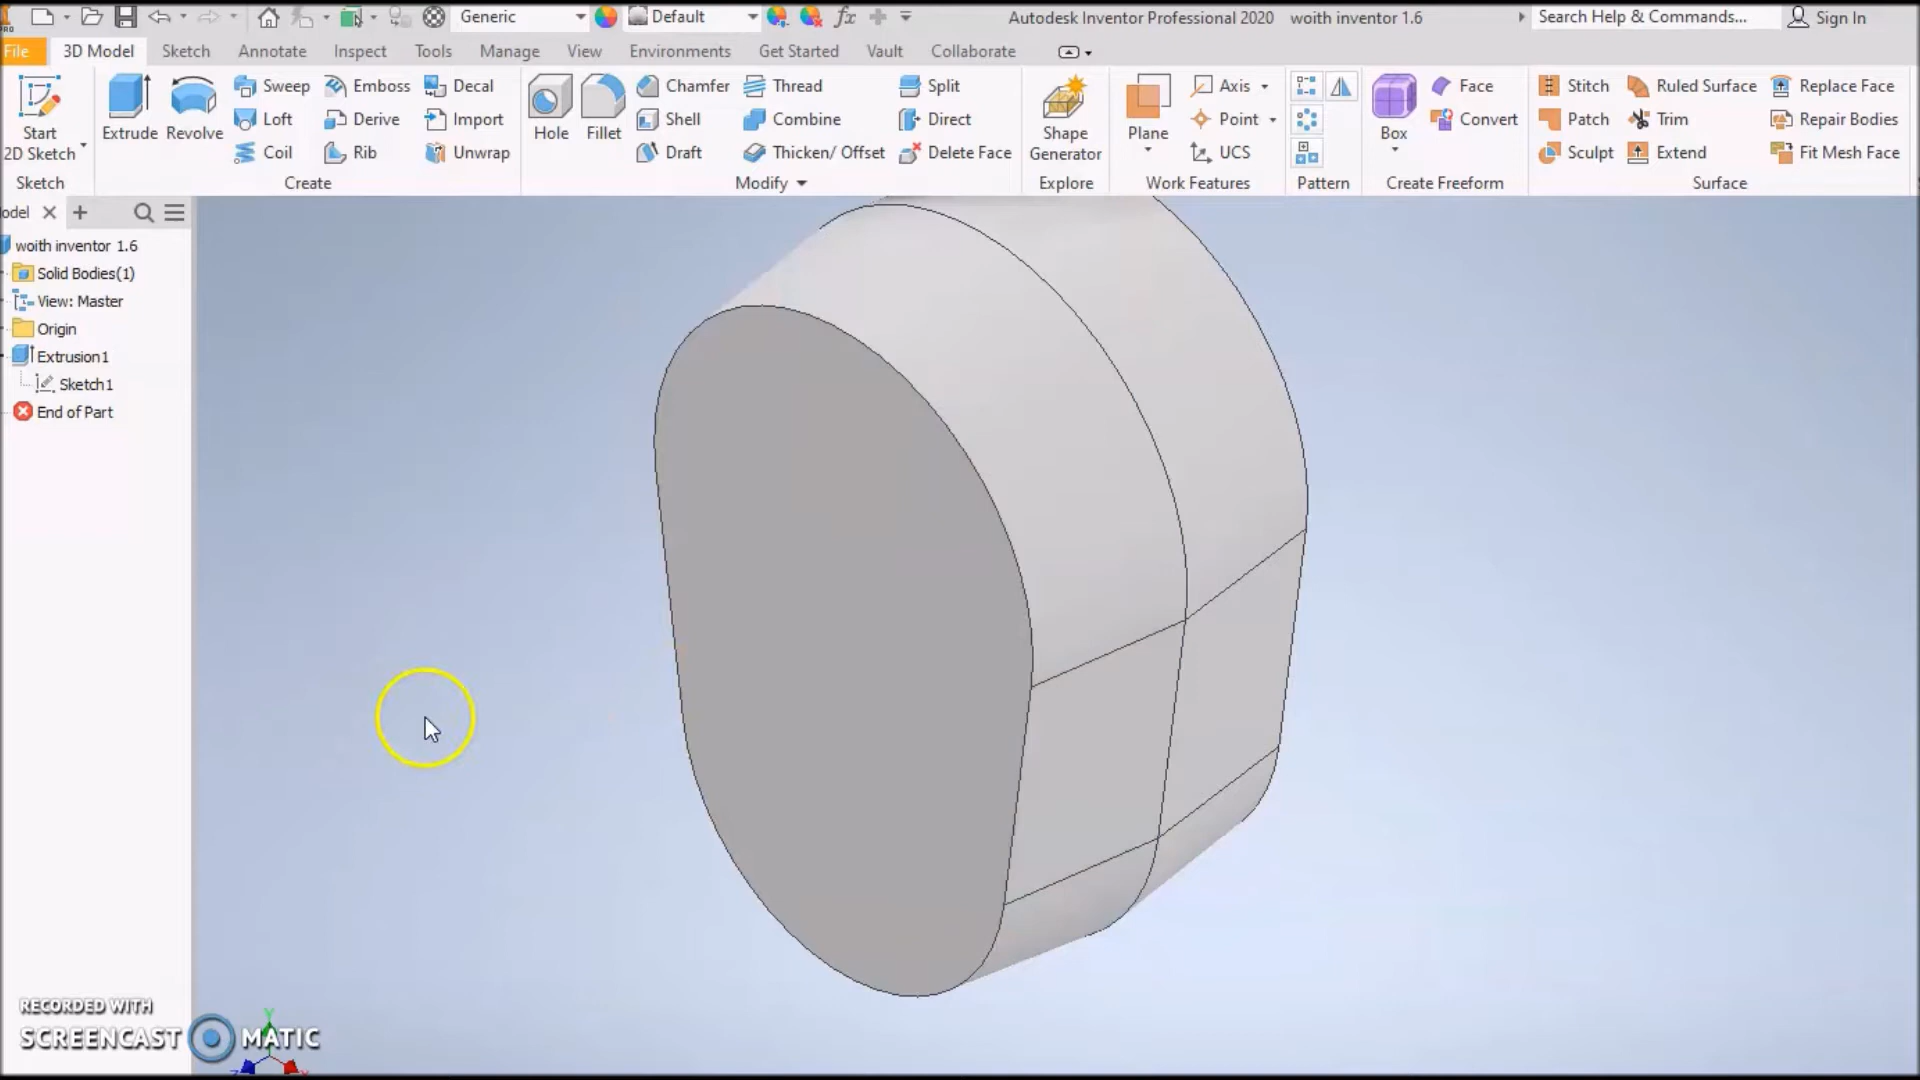 Generic Default Autodesk Inventor Professional 2020 woith inventor 1.6 Search Help & Commands... Sign In
PRO
File 3D Model Sketch Annotate Inspect Tools Manage View Environments Get Started Vault Collaborate
Start 2D Sketch
Sketch
Extrude Revolve
Sweep Emboss Decal
Loft Derive Import
Coil Rib Unwrap
Create
Hole Fillet
Chamfer Thread Split
Shell Combine Direct
Draft Thicken/ Offset Delete Face
Modify
Shape Generator
Explore
Plane
Axis
Point
UCS
Work Features
Pattern
Box
Face
Convert
Create Freeform
Stitch Ruled Surface Replace Face
Patch Trim Repair Bodies
Sculpt Extend Fit Mesh Face
Surface
odel
woith inventor 1.6
Solid Bodies(1)
View: Master
Origin
Extrusion1
Sketch1
End of Part
RECORDED WITH
SCREENCAST MATIC
Y